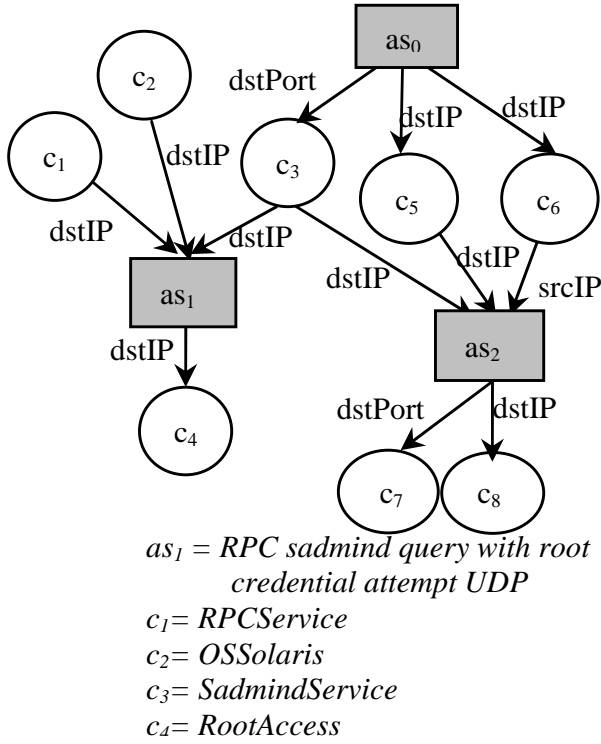 as₀
dstPort
dstIP
dstIP
c₂
c₁
dstIP
c₃
c₅
c₆
dstIP
dstIP
dstIP
dstIP
srcIP
as₁
as₂
dstIP
dstPort
dstIP
c₄
c₇
c₈
as₁ = RPC sadmind query with root
credential attempt UDP
c₁= RPCService
c₂= OSSolaris
c₃= SadmindService
c₄= RootAccess